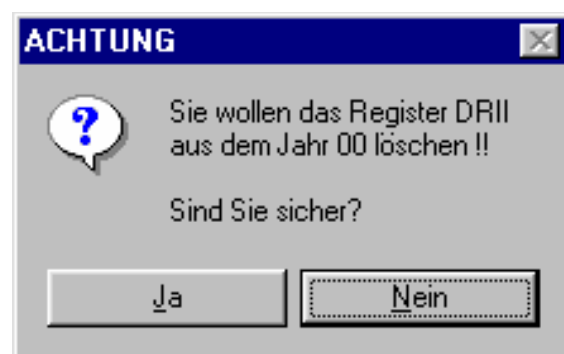 ACHTUNG
?
Sie wollen das Register DRII
aus dem Jahr 00 löschen !!
Sind Sie sicher?
Ja
Nein